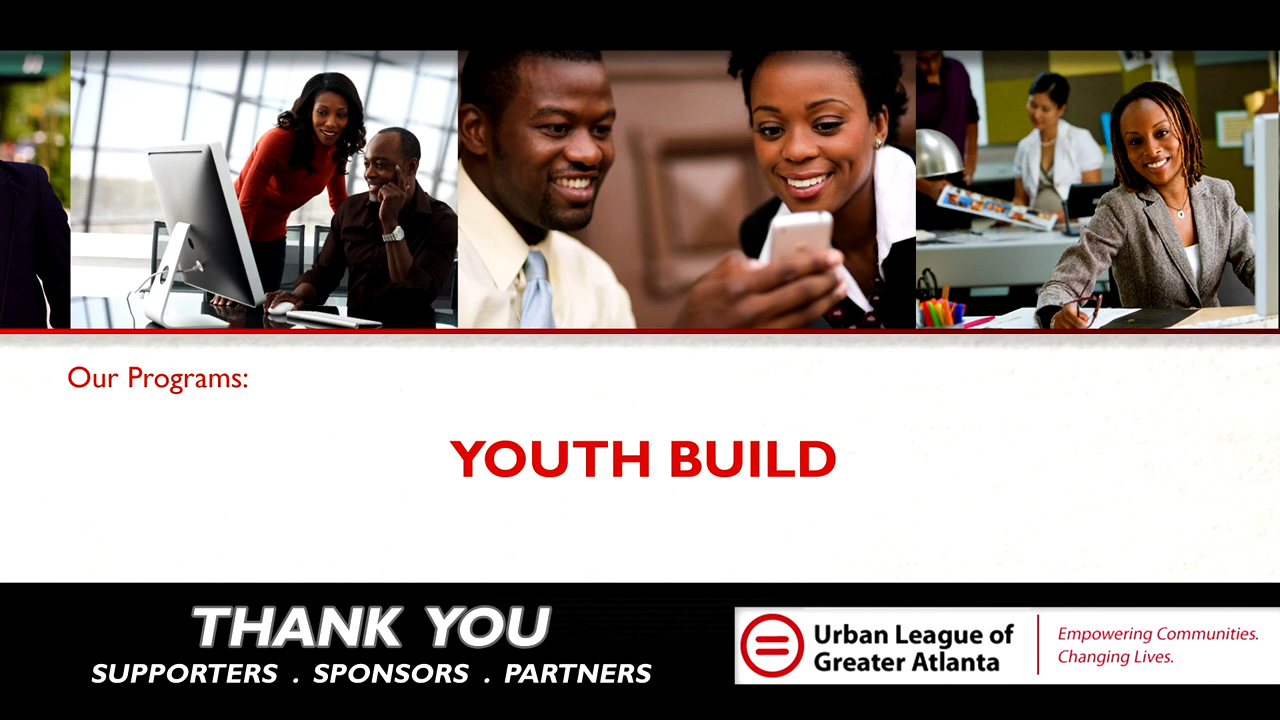 Our Programs:
YOUTH BUILD
THANK YOU
SUPPORTERS . SPONSORS . PARTNERS
Urban League of
Greater Atlanta
Empowering Communities.
Changing Lives.